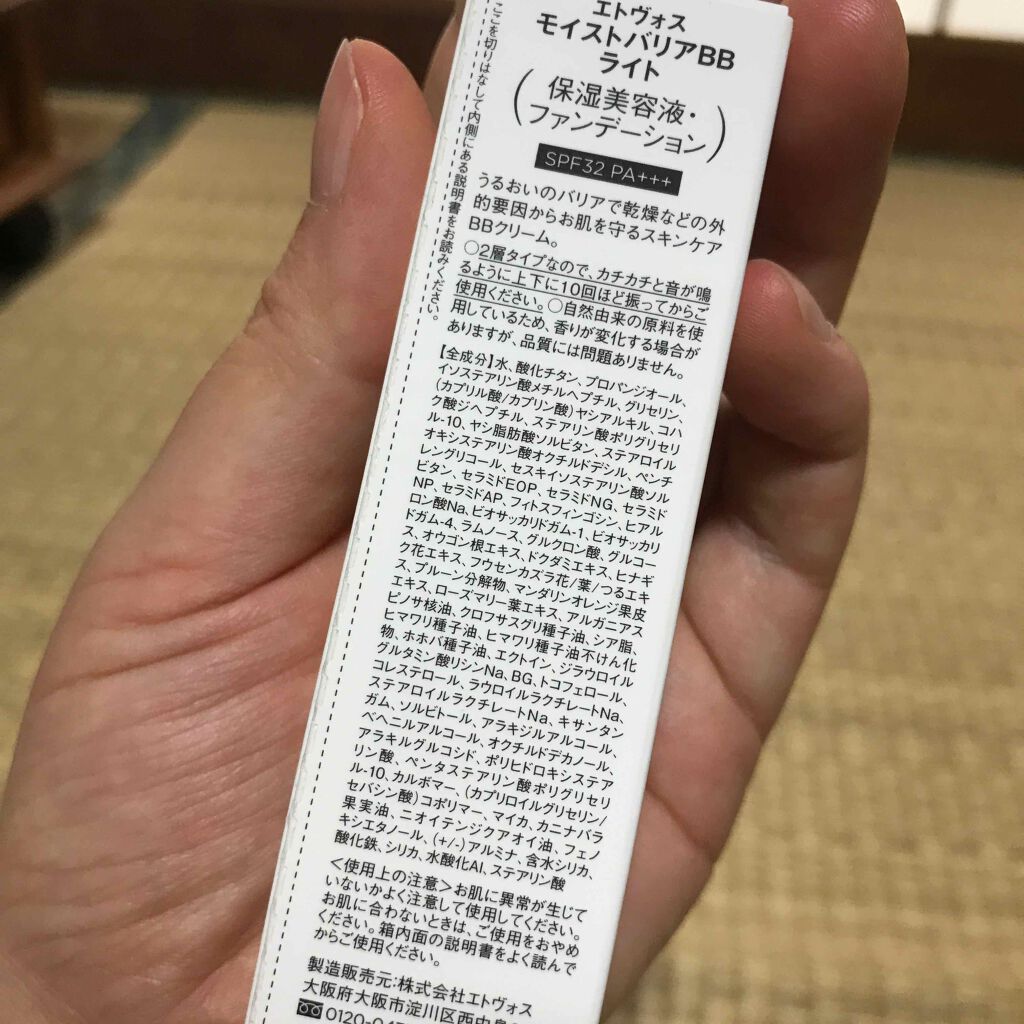 エトヴォス
モイストバリアBB
ライト
(保湿美容液・
ファンデーション)
SPF32 PA+++
うるおいのバリアで乾燥などの外
的要因からお肌を守るスキンケア
BBクリーム。
○2層タイプなので、カチカチと音が鳴
るように上下に10回ほど振ってからご
使用ください。○自然由来の原料を使
用しているため、香りが変化する場合が
ありますが、品質には問題ありません。
【全成分】水、酸化チタン、プロパンジオール、
イソステアリン酸メチルヘプチル、グリセリン、
(カプリル酸/カプリン酸)ヤシアルキル、コハ
ク酸ジヘプチル、ステアリン酸ポリグリセリ
ル-10、ヤシ脂肪酸ソルビタン、ステアロイル
オキシステアリン酸オクチルドデシル、ペンチ
レングリコール、セスキイソステアリン酸ソル
ビタン、セラミドEOP、セラミドNG、セラミド
NP、セラミドAP、フィトスフィンゴシン、ヒアル
ロン酸Na、ビオサッカリドガム-1、ビオサッカリ
ドガム-4、ラムノース、グルクロン酸、グルコー
ス、オウゴン根エキス、ドクダミエキス、ヒナギ
ク花エキス、フウセンカズラ花/葉/つるエキ
ス、プルーン分解物、マンダリンオレンジ果皮
エキス、ローズマリー葉エキス、アルガニアス
ピノサ核油、クロフサスグリ種子油、シア脂、
ヒマワリ種子油、ヒマワリ種子油不けん化
物、ホホバ種子油、エクトイン、ジラウロイル
グルタミン酸リシンNa、BG、トコフェロール、
コレステロール、ラウロイルラクチレートNa、
ステアロイルラクチレートNa、キサンタン
ガム、ソルビトール、アラキジルアルコール、
ベヘニルアルコール、オクチルドデカノール、
アラキルグルコシド、ポリヒドロキシステア
リン酸、ペンタステアリン酸ポリグリセリ
ル-10、カルボマー、(カプリロイルグリセリン/
セバシン酸)コポリマー、マイカ、カニナバラ
果実油、ニオイテンジクアオイ油、フェノ
キシエタノール、(+/-)アルミナ、含水シリカ、
酸化鉄、シリカ、水酸化Al、ステアリン酸
<使用上の注意>お肌に異常が生じて
いないかよく注意して使用してください。
お肌に合わないときは、ご使用をおやめ
ください。箱内面の説明書をよく読んで
からご使用ください。
製造販売元:株式会社エトヴォス
大阪府大阪市淀川区西中島
0120-04
ここを切りはなして内側にある説明書をお読みください。